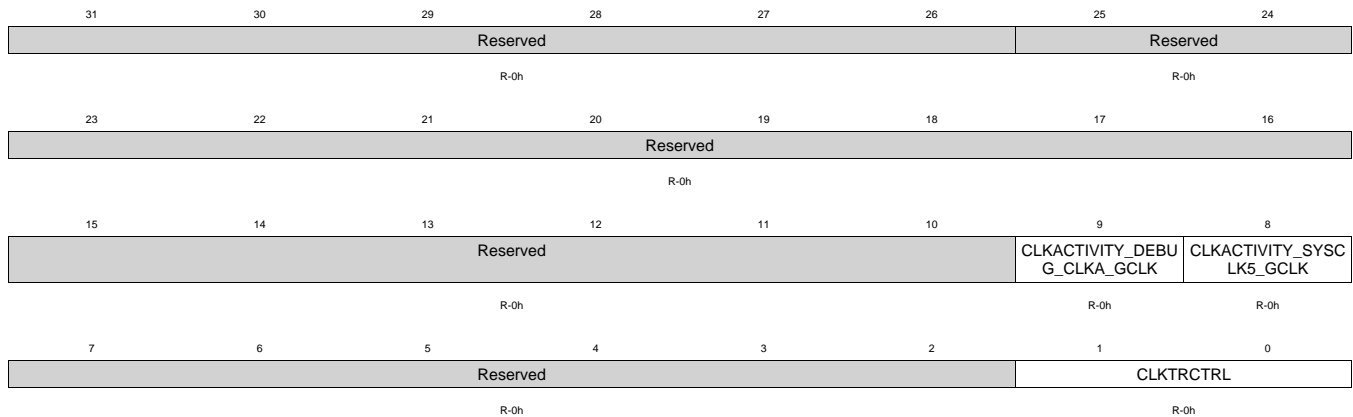 31 30 29 28 27 26 25 24
Reserved Reserved
R-0h R-0h
23 22 21 20 19 18 17 16
Reserved
R-0h
15 14 13 12 11 10 9 8
Reserved CLKACTIVITY_DEBU CLKACTIVITY_SYSC
G_CLKA_GCLK LK5_GCLK
R-0h R-0h R-0h
7 6 5 4 3 2 1 0
Reserved CLKTRCTRL
R-0h R-0h